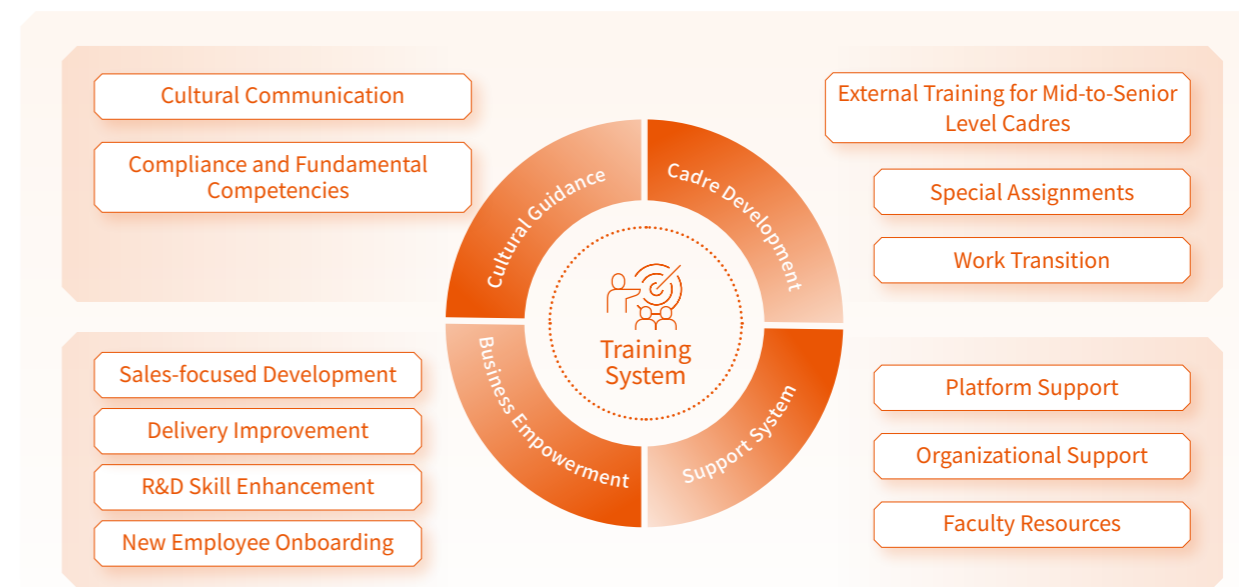 Cultural Communication
Compliance and Fundamental
Competencies
External Training for Mid-to-Senior
Level Cadres
Special Assignments
Work Transition
Cultural Guidance
Cadre Development
Training
System
Business Empowerment
Support System
Sales-focused Development
Delivery Improvement
R&D Skill Enhancement
New Employee Onboarding
Platform Support
Organizational Support
Faculty Resources